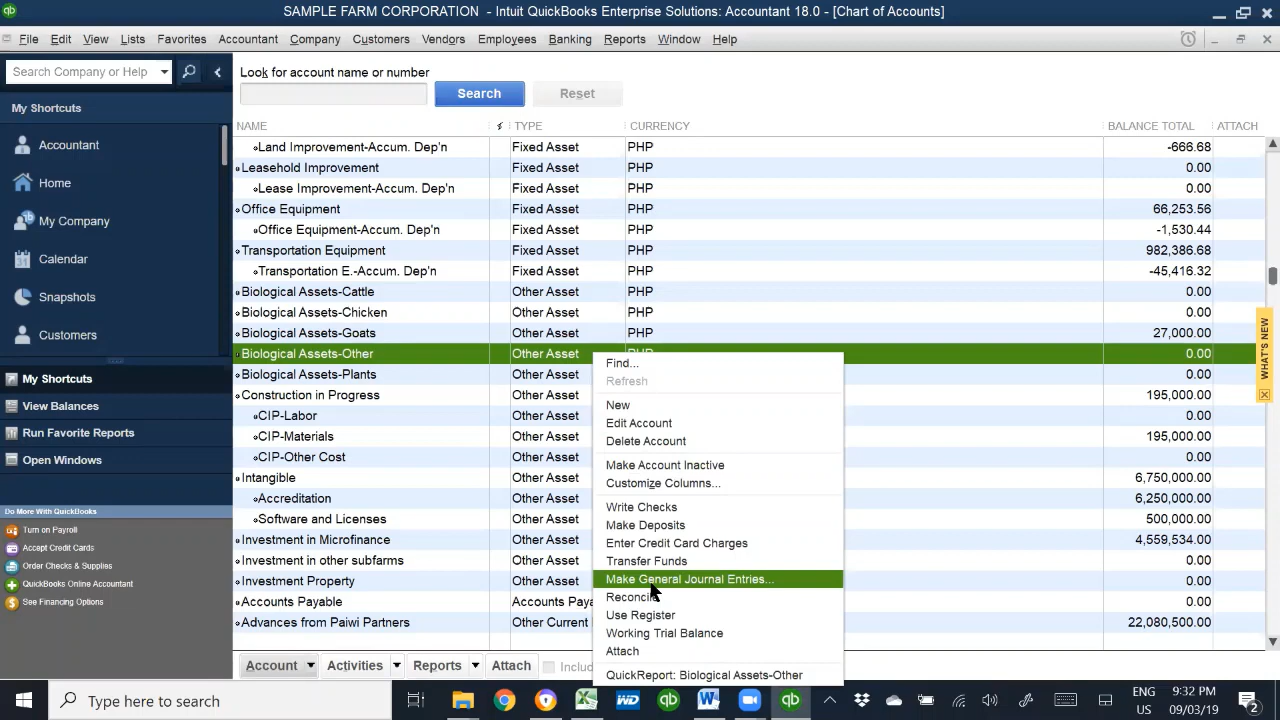 SAMPLE FARM CORPORATION - Intuit QuickBooks Enterprise Solutions: Accountant 18.0 - [Chart of Accounts]
File Edit View Lists Favorites Accountant Company Customers Vendors Employees Banking Reports Window Help
Search Company or Help
My Shortcuts
Accountant
Home
My Company
Calendar
Snapshots
Customers
My Shortcuts
View Balances
Run Favorite Reports
Open Windows
Do More With QuickBooks
Turn on Payroll
Accept Credit Cards
Order Checks & Supplies
QuickBooks Online Accountant
See Financing Options
Look for account name or number
Search Reset
NAME TYPE CURRENCY BALANCE TOTAL ATTACH
Land Improvement-Accum. Dep'n Fixed Asset PHP -666.68
Leasehold Improvement Fixed Asset PHP 0.00
Lease Improvement-Accum. Dep'n Fixed Asset PHP 0.00
Office Equipment Fixed Asset PHP 66,253.56
Office Equipment-Accum. Dep'n Fixed Asset PHP -1,530.44
Transportation Equipment Fixed Asset PHP 982,386.68
Transportation E.-Accum. Dep'n Fixed Asset PHP -45,416.32
Biological Assets-Cattle Other Asset PHP 0.00
Biological Assets-Chicken Other Asset PHP 0.00
Biological Assets-Goats Other Asset PHP 27,000.00
Biological Assets-Other Other Asset PHP 0.00
Biological Assets-Plants Other Asset 0.00
Construction in Progress Other Asset 195,000.00
CIP-Labor Other Asset 0.00
CIP-Materials Other Asset 195,000.00
CIP-Other Cost Other Asset 0.00
Intangible Other Asset 6,750,000.00
Accreditation Other Asset 6,250,000.00
Software and Licenses Other Asset 500,000.00
Investment in Microfinance Other Asset 4,559,534.00
Investment in other subfarms Other Asset 0.00
Investment Property Other Asset 0.00
Accounts Payable Accounts Paya 0.00
Advances from Paiwi Partners Other Current 22,080,500.00
Find...
Refresh
New
Edit Account
Delete Account
Make Account Inactive
Customize Columns...
Write Checks
Make Deposits
Enter Credit Card Charges
Transfer Funds
Make General Journal Entries...
Reconcile
Use Register
Working Trial Balance
Attach
QuickReport: Biological Assets-Other
WHATS NEW
Account Activities Reports Attach Includ
Type here to search
WD
ENG
US
9:32 PM
09/03/19
2